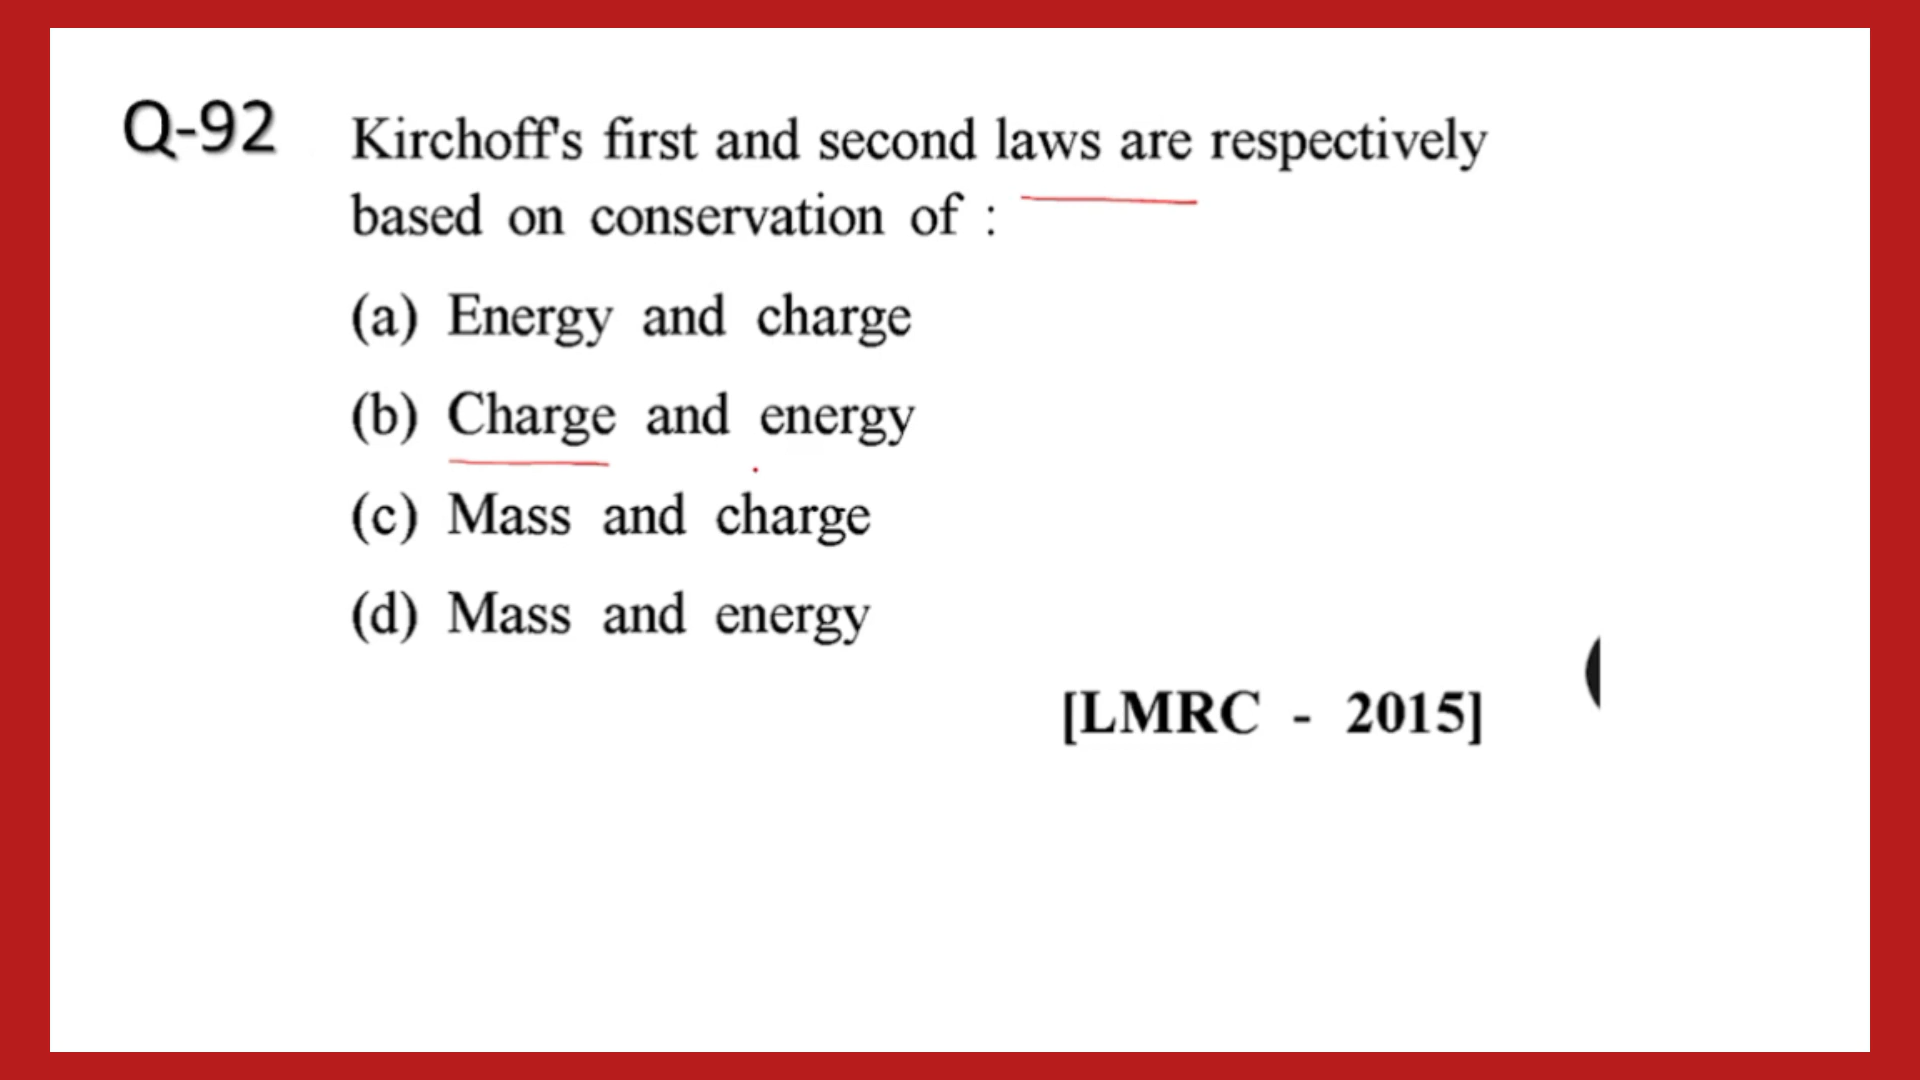 Q-92 Kirchoff's first and second laws are respectively
based on conservation of :
(a) Energy and charge
(b) Charge and energy
(c) Mass and charge
(d) Mass and energy
[LMRC - 2015]